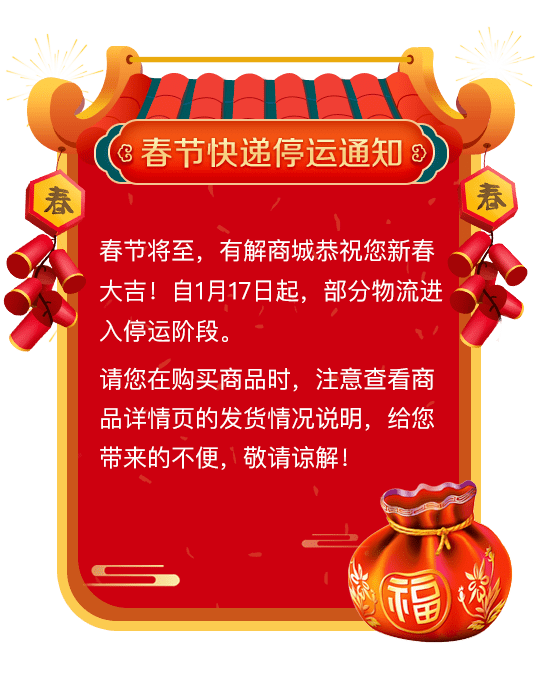 春节快递停运通知
春
春
春节将至，有解商城恭祝您新春
大吉！自1月17日起，部分物流进
入停运阶段。
请您在购买商品时，注意查看商
品详情页的发货情况说明，给您
带来的不便，敬请谅解！
福